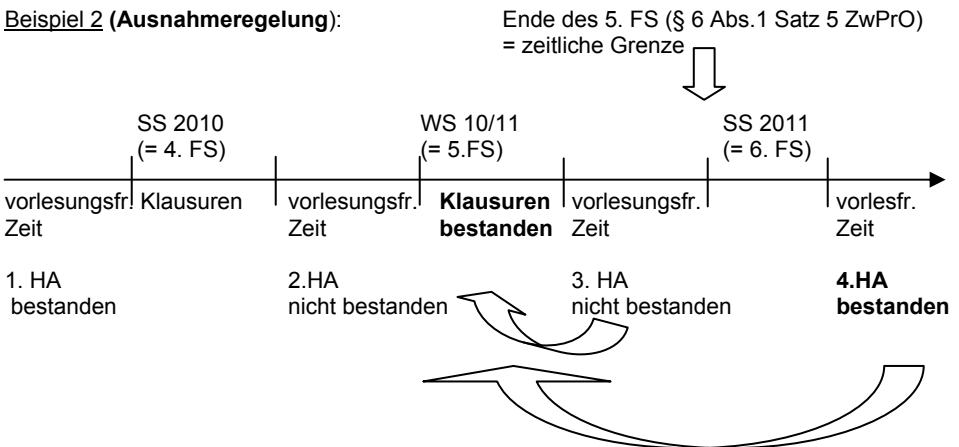 Beispiel 2 (Ausnahmeregelung):
Ende des 5. FS (§ 6 Abs.1 Satz 5 ZwPrO)
= zeitliche Grenze
SS 2010
(= 4. FS)
WS 10/11
(= 5.FS)
SS 2011
(= 6. FS)
vorlesungsfr.
Zeit
Klausuren
vorlesungsfr.
Zeit
Klausuren
bestanden
vorlesungsfr.
Zeit
vorlesfr.
Zeit
1. HA
bestanden
2.HA
nicht bestanden
3. HA
nicht bestanden
4.HA
bestanden